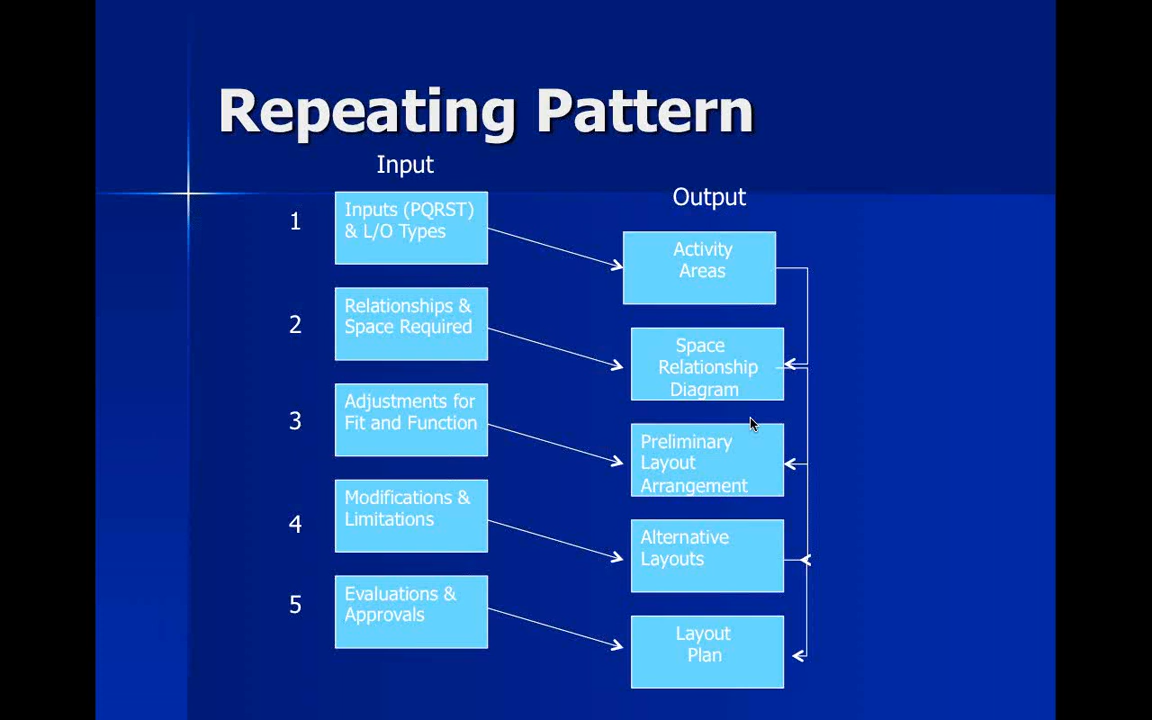 Repeating Pattern
Input
Output
1
Inputs (PQRST)
& L/O Types
Activity
Areas
2
Relationships &
Space Required
Space
Relationship
Diagram
3
Adjustments for
Fit and Function
Preliminary
Layout
Arrangement
4
Modifications &
Limitations
Alternative
Layouts
5
Evaluations &
Approvals
Layout
Plan